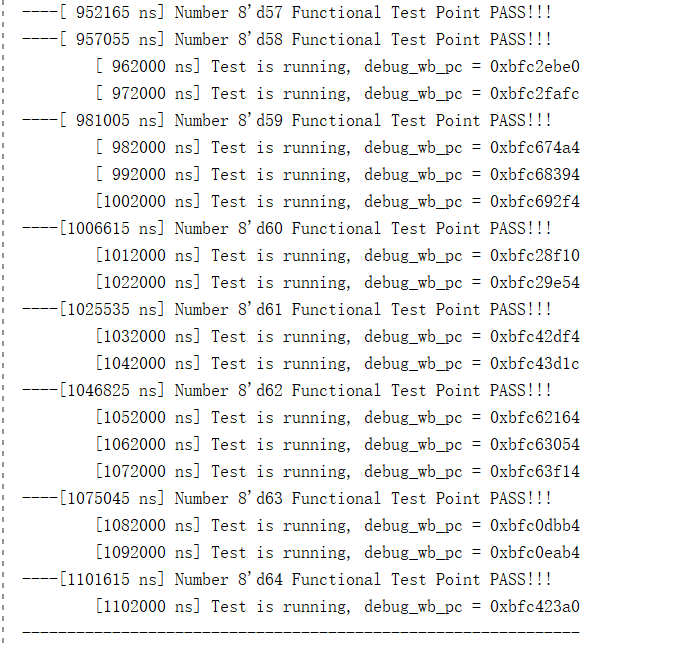 ----[ 952165 ns] Number 8'd57 Functional Test Point PASS!!!
----[ 957055 ns] Number 8'd58 Functional Test Point PASS!!!
        [ 962000 ns] Test is running, debug_wb_pc = 0xbfc2ebe0
        [ 972000 ns] Test is running, debug_wb_pc = 0xbfc2fafc
----[ 981005 ns] Number 8'd59 Functional Test Point PASS!!!
        [ 982000 ns] Test is running, debug_wb_pc = 0xbfc674a4
        [ 992000 ns] Test is running, debug_wb_pc = 0xbfc68394
        [1002000 ns] Test is running, debug_wb_pc = 0xbfc692f4
----[1006615 ns] Number 8'd60 Functional Test Point PASS!!!
        [1012000 ns] Test is running, debug_wb_pc = 0xbfc28f10
        [1022000 ns] Test is running, debug_wb_pc = 0xbfc29e54
----[1025535 ns] Number 8'd61 Functional Test Point PASS!!!
        [1032000 ns] Test is running, debug_wb_pc = 0xbfc42df4
        [1042000 ns] Test is running, debug_wb_pc = 0xbfc43d1c
----[1046825 ns] Number 8'd62 Functional Test Point PASS!!!
        [1052000 ns] Test is running, debug_wb_pc = 0xbfc62164
        [1062000 ns] Test is running, debug_wb_pc = 0xbfc63054
        [1072000 ns] Test is running, debug_wb_pc = 0xbfc63f14
----[1075045 ns] Number 8'd63 Functional Test Point PASS!!!
        [1082000 ns] Test is running, debug_wb_pc = 0xbfc0dbb4
        [1092000 ns] Test is running, debug_wb_pc = 0xbfc0eab4
----[1101615 ns] Number 8'd64 Functional Test Point PASS!!!
        [1102000 ns] Test is running, debug_wb_pc = 0xbfc423a0
--------------------------------------------------------------